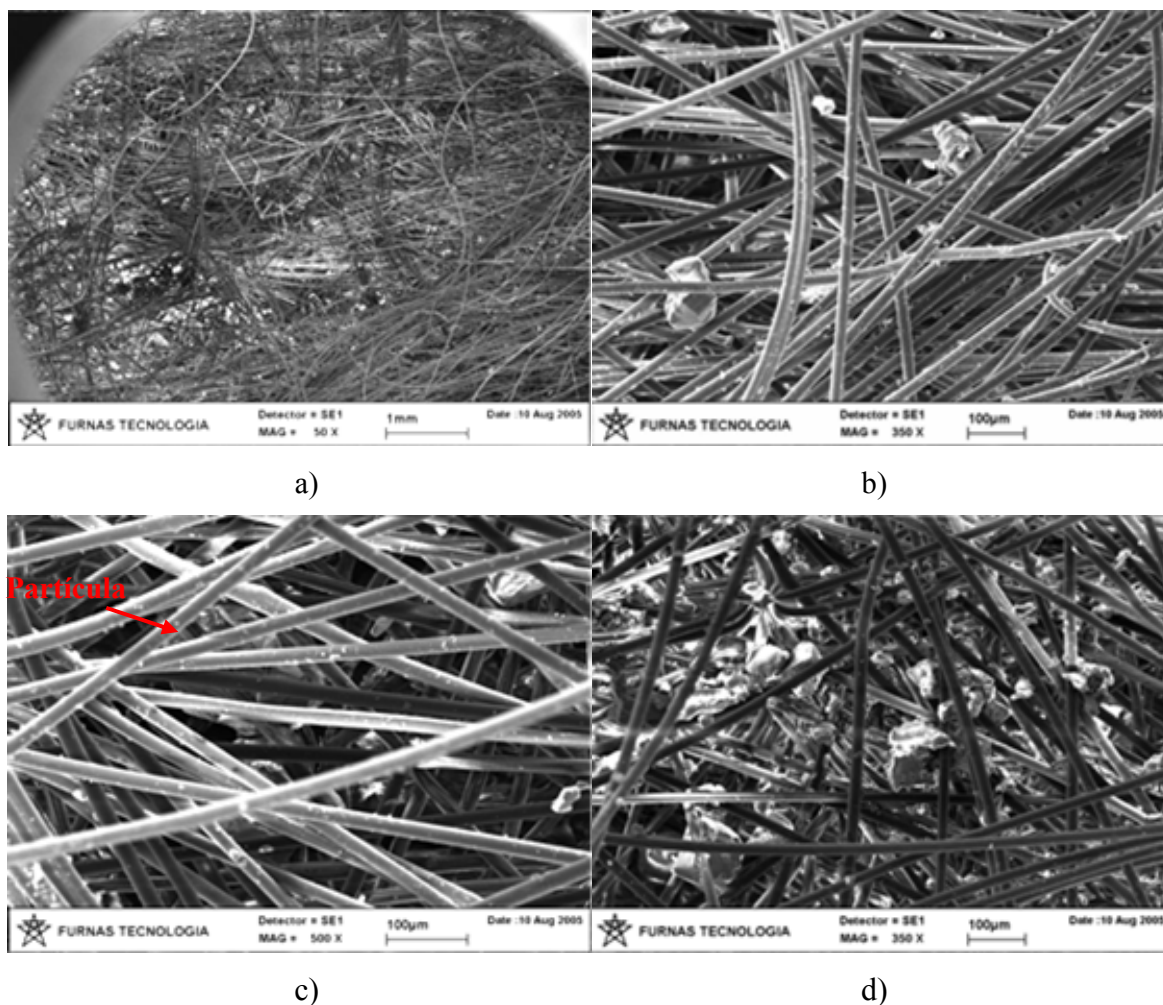 FURNAS TECNOLOGIA
Detector = SE1
MAG = 50 X
1mm
Date :10 Aug 2005
FURNAS TECNOLOGIA
Detector = SE1
MAG = 350 X
100µm
Date :10 Aug 2005
a)
b)
Partícula
FURNAS TECNOLOGIA
Detector = SE1
MAG = 500 X
100µm
Date :10 Aug 2005
FURNAS TECNOLOGIA
Detector = SE1
MAG = 350 X
100µm
Date :10 Aug 2005
c)
d)